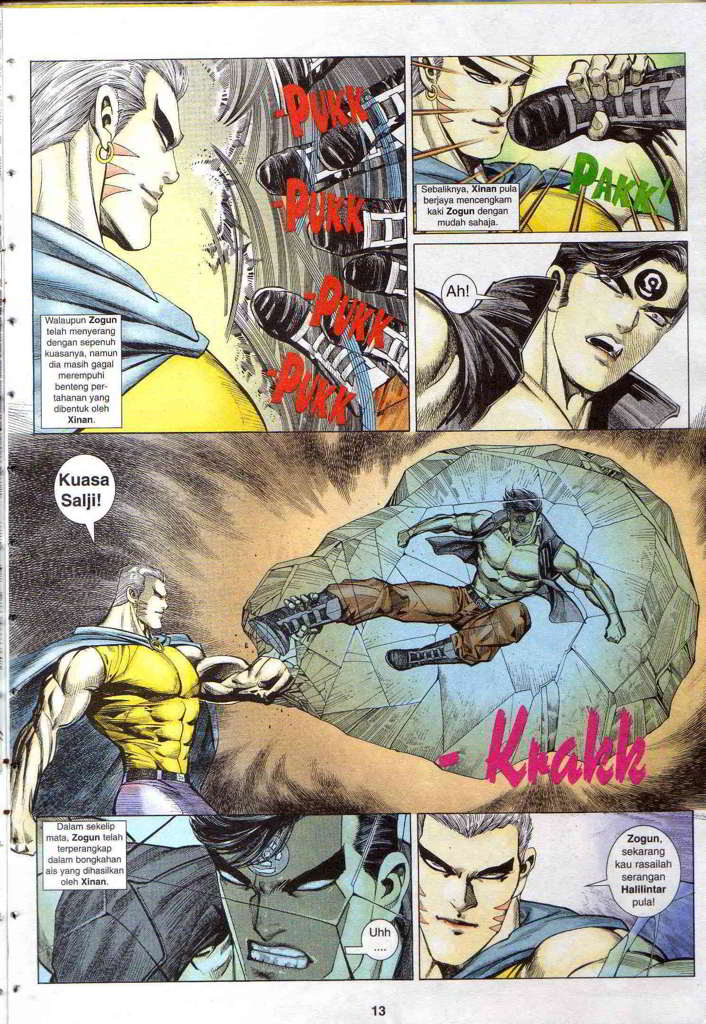 -PUKK
-PUKK
-PUKK
-PUKK
Walaupun Zogun
telah menyerang
dengan sepenuh
kuasanya, namun
dia masih gagal
merempuhi
benteng per-
tahanan yang
dibentuk oleh
Xinan.
PAKK!
Sebaliknya, Xinan pula
berjaya mencengkam
kaki Zogun dengan
mudah sahaja.
Ah!
Kuasa
Salji!
- Krakk
Dalam sekelip
mata, Zogun telah
terperangkap
dalam bongkahan
ais yang dihasilkan
oleh Xinan.
Uhh
....
Zogun,
sekarang
kau rasailah
serangan
Halilintar
pula!
13